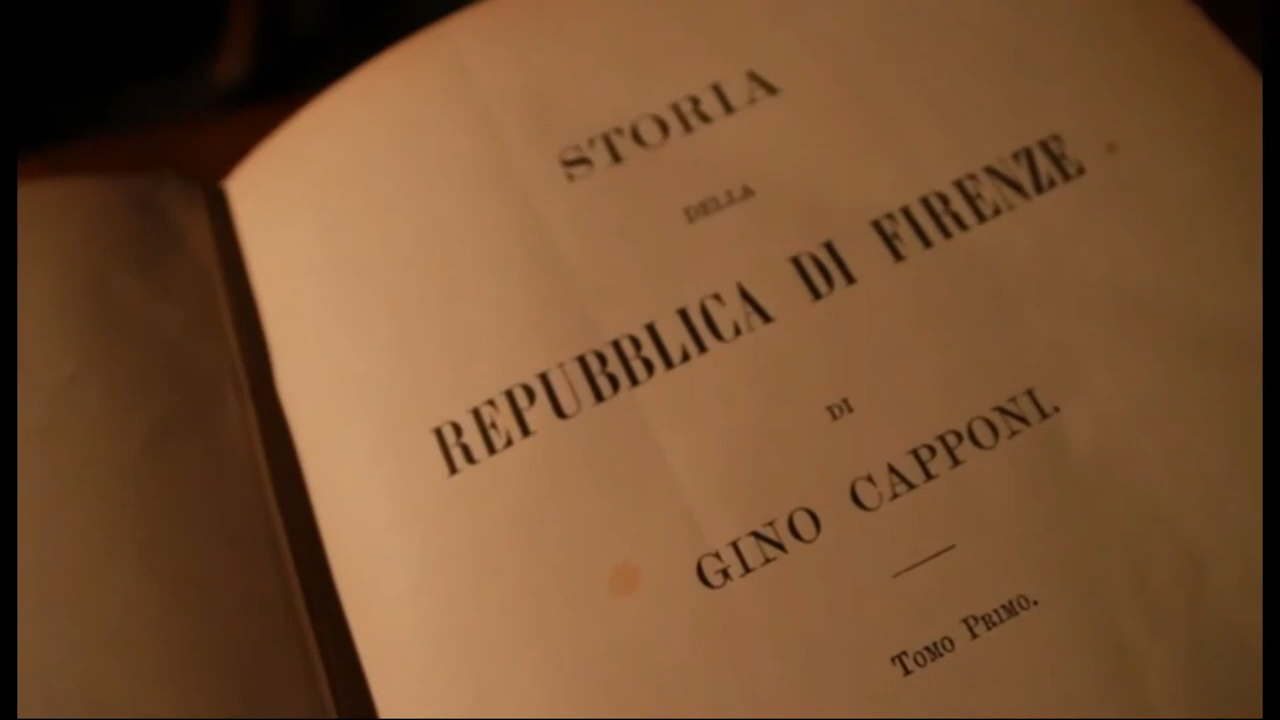 STORIA
DELLA
REPUBBLICA DI FIRENZE
DI
GINO CAPPONI.
TOMO PRIMO.